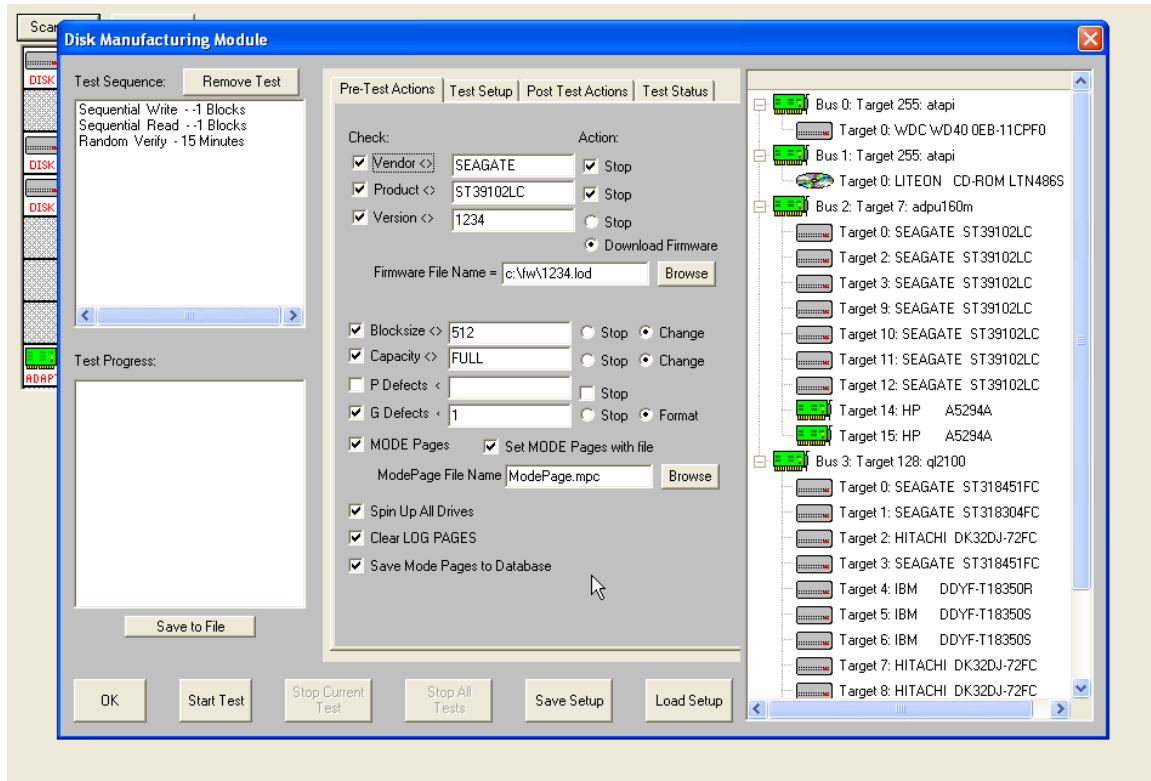 Scar
Disk Manufacturing Module
DISK
DISK
DISK
ADAP
Test Sequence:
Remove Test
Sequential Write - -1 Blocks
Sequential Read - -1 Blocks
Random Verify - 15 Minutes
Test Progress:
Save to File
Pre-Test Actions
Test Setup
Post Test Actions
Test Status
Check:
Action:
Vendor <> SEAGATE Stop
Product <> ST39102LC Stop
Version <> 1234 Stop
Download Firmware
Firmware File Name = c:\fw\1234.lod Browse
Blocksize <> 512 Stop Change
Capacity <> FULL Stop Change
P Defects < Stop
G Defects < 1 Stop Format
MODE Pages Set MODE Pages with file
ModePage File Name ModePage.mpc Browse
Spin Up All Drives
Clear LOG PAGES
Save Mode Pages to Database
Bus 0: Target 255: atapi
Target 0: WDC WD40 0EB-11CPF0
Bus 1: Target 255: atapi
Target 0: LITEON CD-ROM LTN486S
Bus 2: Target 7: adpu160m
Target 0: SEAGATE ST39102LC
Target 2: SEAGATE ST39102LC
Target 3: SEAGATE ST39102LC
Target 9: SEAGATE ST39102LC
Target 10: SEAGATE ST39102LC
Target 11: SEAGATE ST39102LC
Target 12: SEAGATE ST39102LC
Target 14: HP A5294A
Target 15: HP A5294A
Bus 3: Target 128: ql2100
Target 0: SEAGATE ST318451FC
Target 1: SEAGATE ST318304FC
Target 2: HITACHI DK32DJ-72FC
Target 3: SEAGATE ST318451FC
Target 4: IBM DDYF-T18350R
Target 5: IBM DDYF-T18350S
Target 6: IBM DDYF-T18350S
Target 7: HITACHI DK32DJ-72FC
Target 8: HITACHI DK32DJ-72FC
OK
Start Test
Stop Current
Test
Stop All
Tests
Save Setup
Load Setup